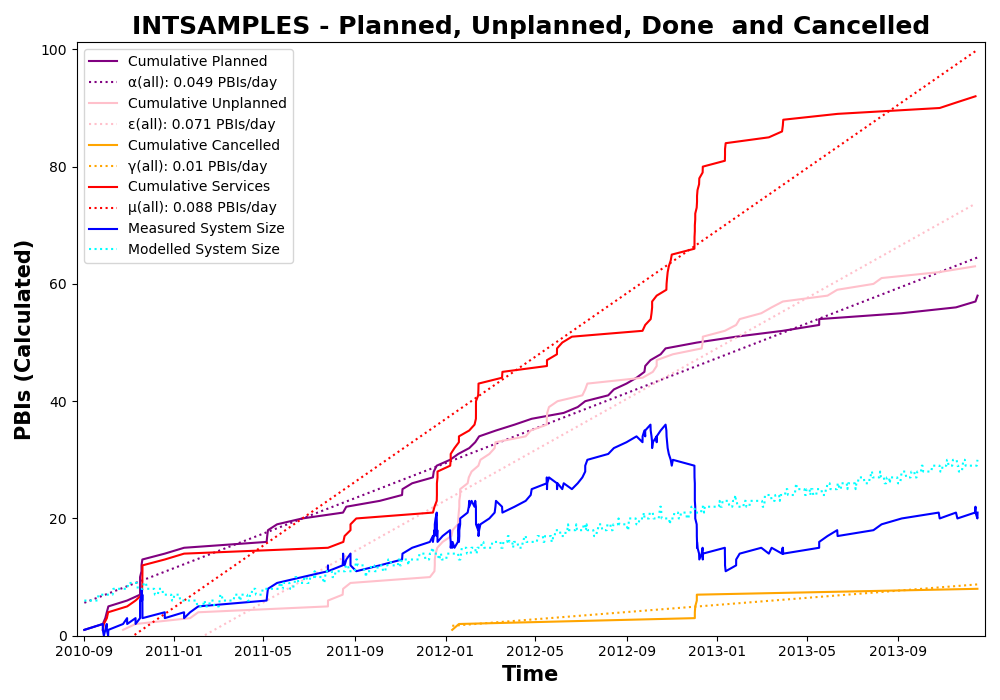 INTSAMPLES - Planned, Unplanned, Done  and Cancelled
PBIs (Calculated)
100
80
60
40
20
0
Cumulative Planned
α(all): 0.049 PBIs/day
Cumulative Unplanned
ε(all): 0.071 PBIs/day
Cumulative Cancelled
γ(all): 0.01 PBIs/day
Cumulative Services
μ(all): 0.088 PBIs/day
Measured System Size
Modelled System Size
2010-09 2011-01 2011-05 2011-09 2012-01 2012-05 2012-09 2013-01 2013-05 2013-09
Time